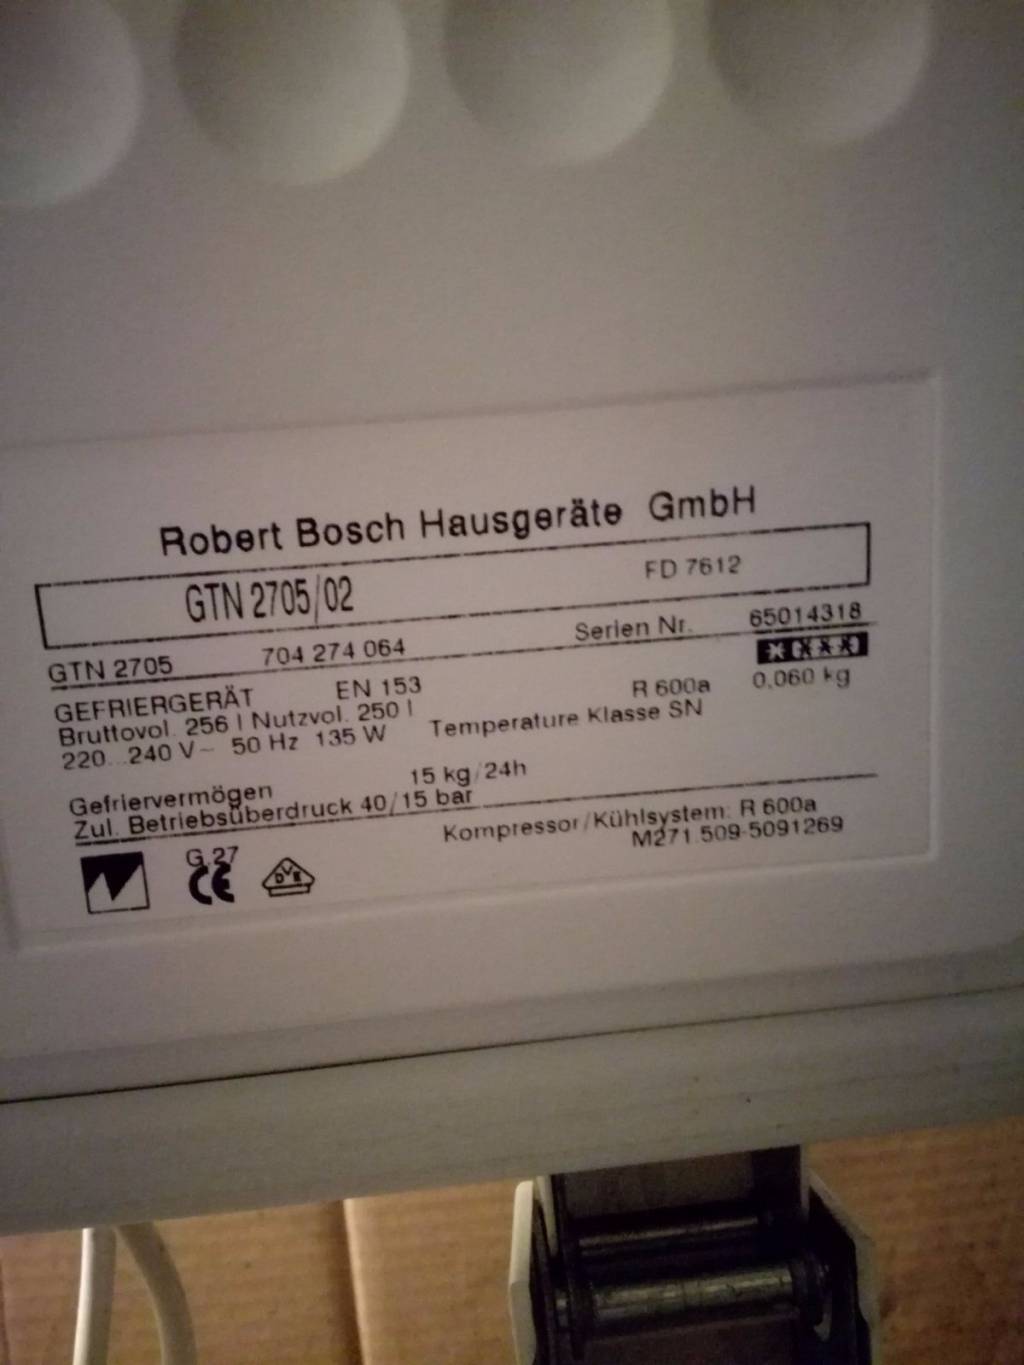 Robert Bosch Hausgeräte GmbH
GTN 2705/02 FD 7612
GTN 2705 704 274 064 Serien Nr. 65014318
GEFRIERGERÄT EN 153 R 600a 0,060 kg
Bruttovol. 256 l Nutzvol. 250 l Temperature Klasse SN
220...240 V~ 50 Hz 135 W
Gefriervermögen 15 kg/24h
Zul. Betriebsüberdruck 40/15 bar
Kompressor/Kühlsystem: R 600a
M271.509-5091269
G.27
CE
DVE